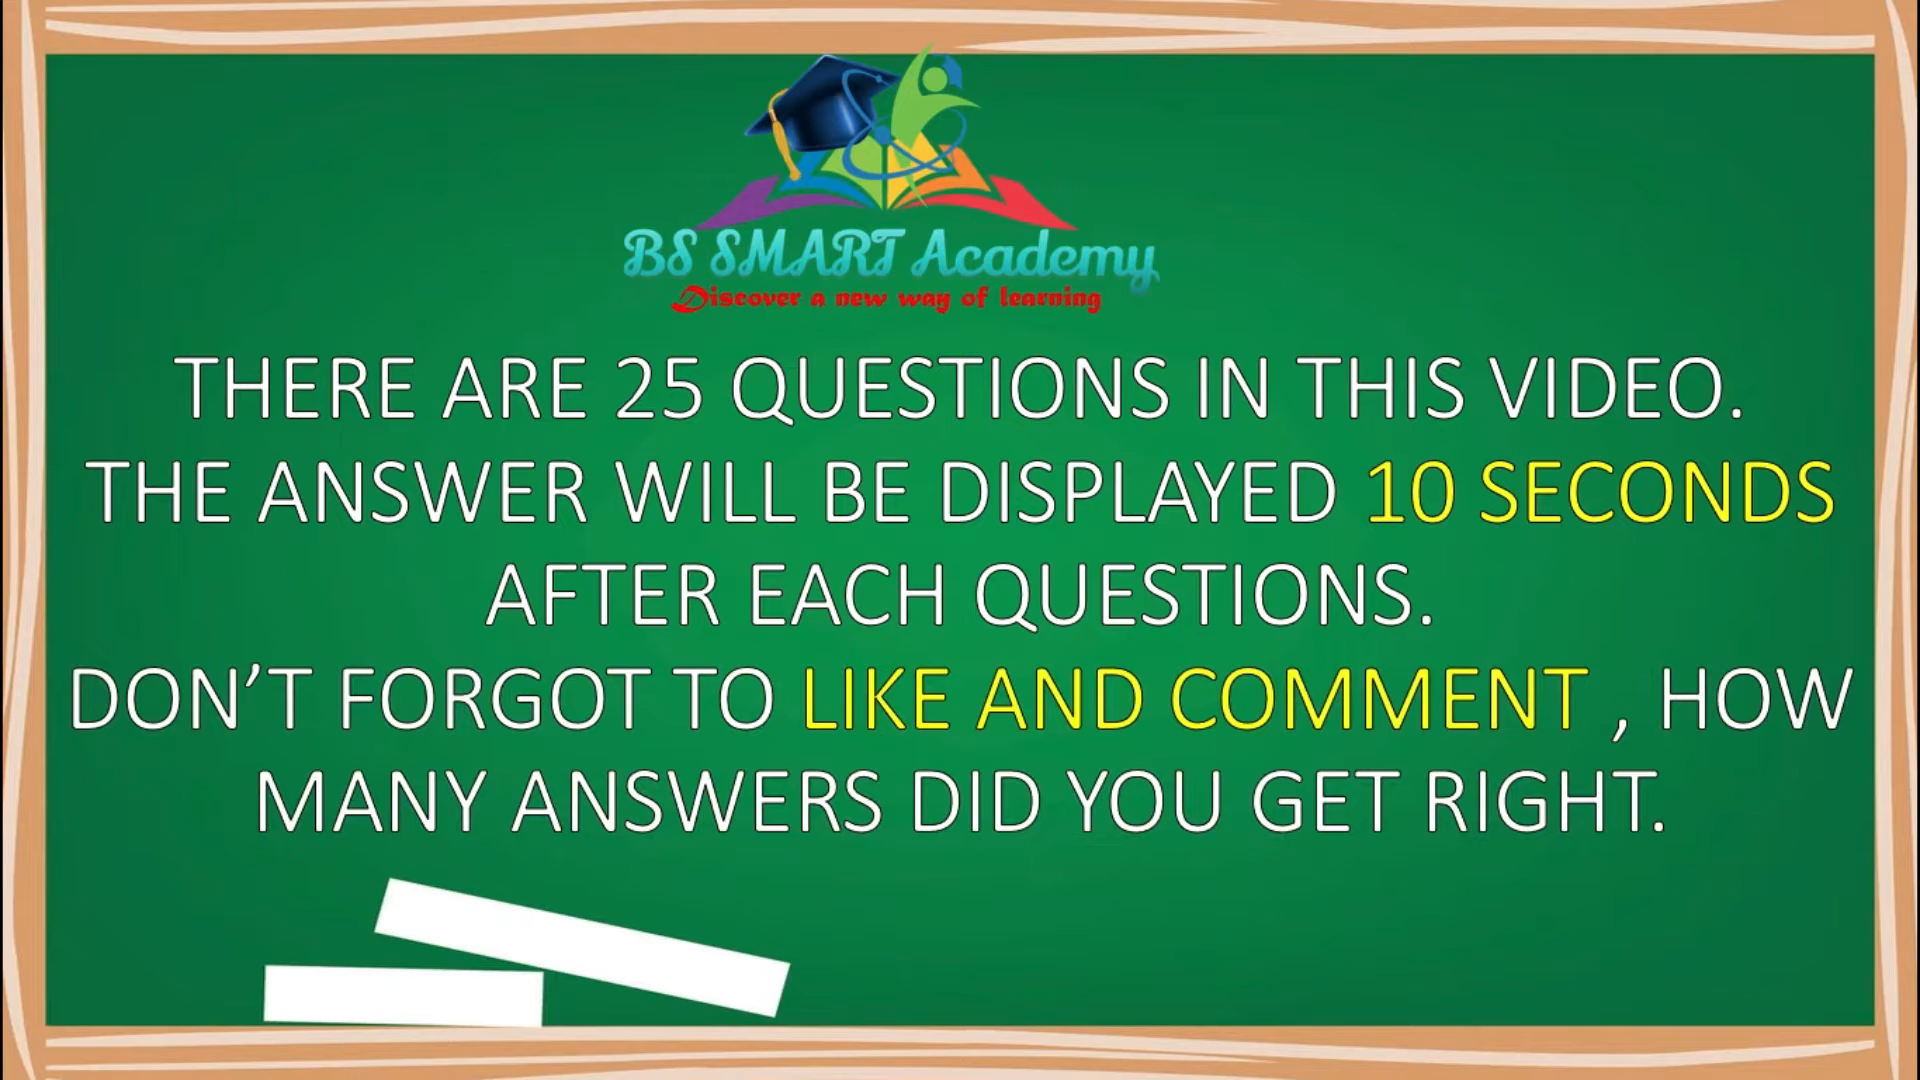 BS SMART Academy
Discover a new way of learning
THERE ARE 25 QUESTIONS IN THIS VIDEO.
THE ANSWER WILL BE DISPLAYED 10 SECONDS
AFTER EACH QUESTIONS.
DON’T FORGOT TO LIKE AND COMMENT , HOW
MANY ANSWERS DID YOU GET RIGHT.